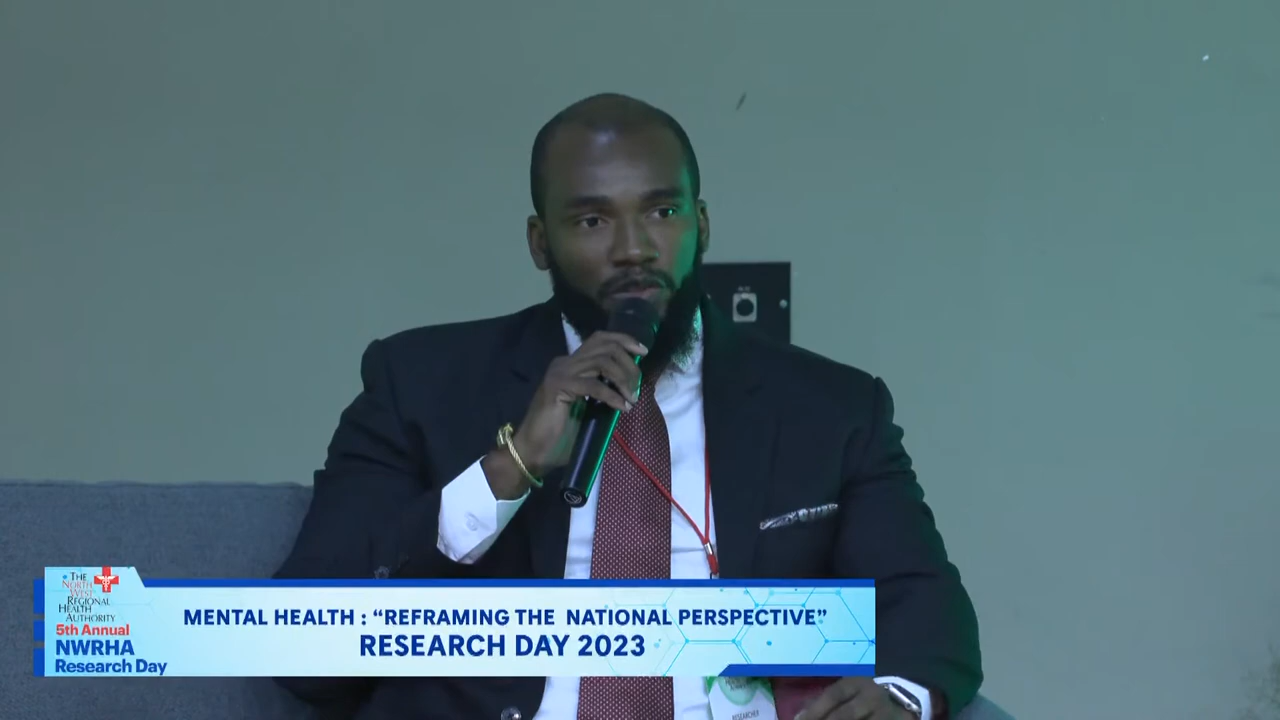 THE
NORTH
WEST
REGIONAL
HEALTH
AUTHORITY
5th Annual
NWRHA
Research Day
MENTAL HEALTH : “REFRAMING THE NATIONAL PERSPECTIVE”
RESEARCH DAY 2023
RESEARCHER